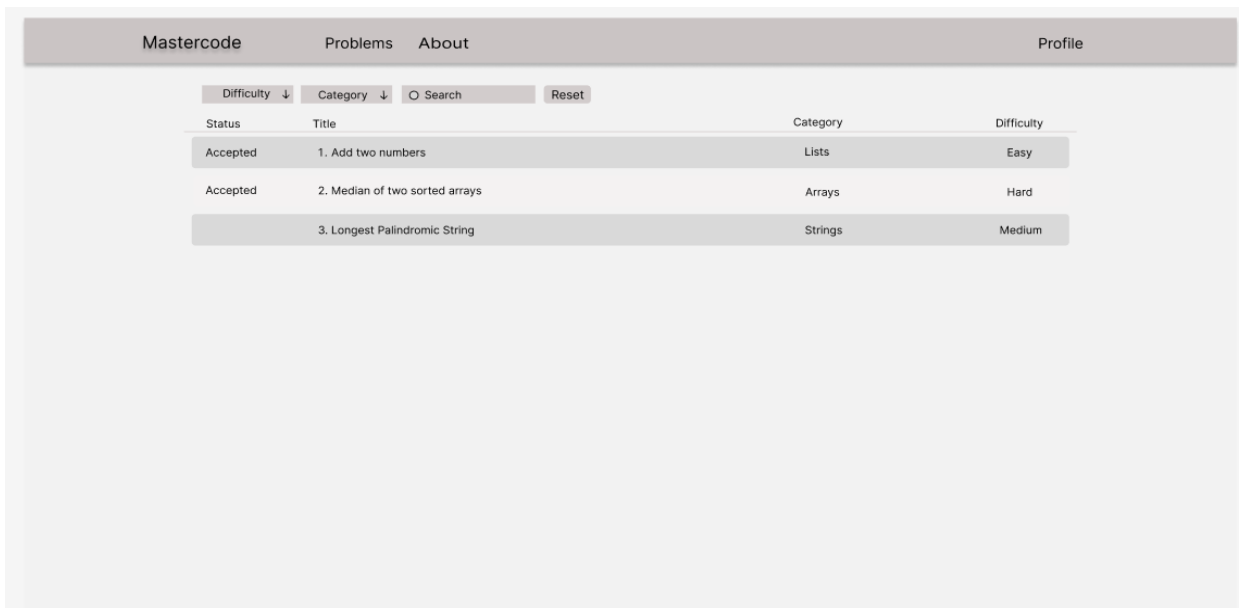 Mastercode Problems About Profile
Difficulty ↓ Category ↓ Search Reset
Status Title Category Difficulty
Accepted 1. Add two numbers Lists Easy
Accepted 2. Median of two sorted arrays Arrays Hard
3. Longest Palindromic String Strings Medium